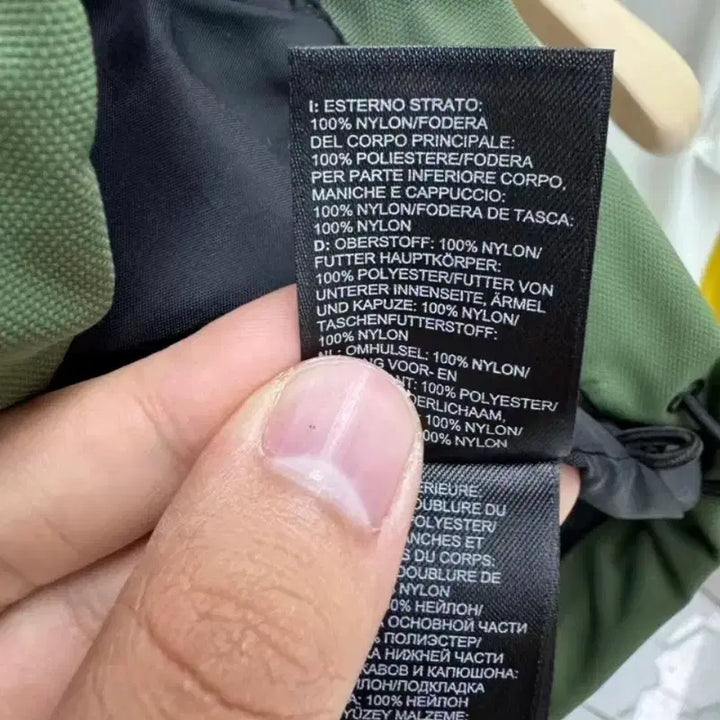 I: ESTERNO STRATO:
100% NYLON/FODERA
DEL CORPO PRINCIPALE:
100% POLIESTERE/FODERA
PER PARTE INFERIORE CORPO,
MANICHE E CAPPUCCIO:
100% NYLON/FODERA DE TASCA:
100% NYLON
D: OBERSTOFF: 100% NYLON/
FUTTER HAUPTKÖRPER:
100% POLYESTER/FUTTER VON
UNTERER INNENSEITE, ÄRMEL
UND KAPUZE: 100% NYLON/
TASCHENFUTTERSTOFF:
100% NYLON
NL: OMHULSEL: 100% NYLON/
VOOR- EN
100% POLYESTER/
100% NYLON/
100% NYLON
DU
POLYESTER/
ET
DU CORPS:
DE
NYLON
НЕЙЛОН/
ОСНОВНОЙ ЧАСТИ
ПОЛИЭСТЕР/
НИЖНЕЙ ЧАСТИ
И КАПЮШОНА:
100% НЕЙЛОН
YÜZEY MALZEME: